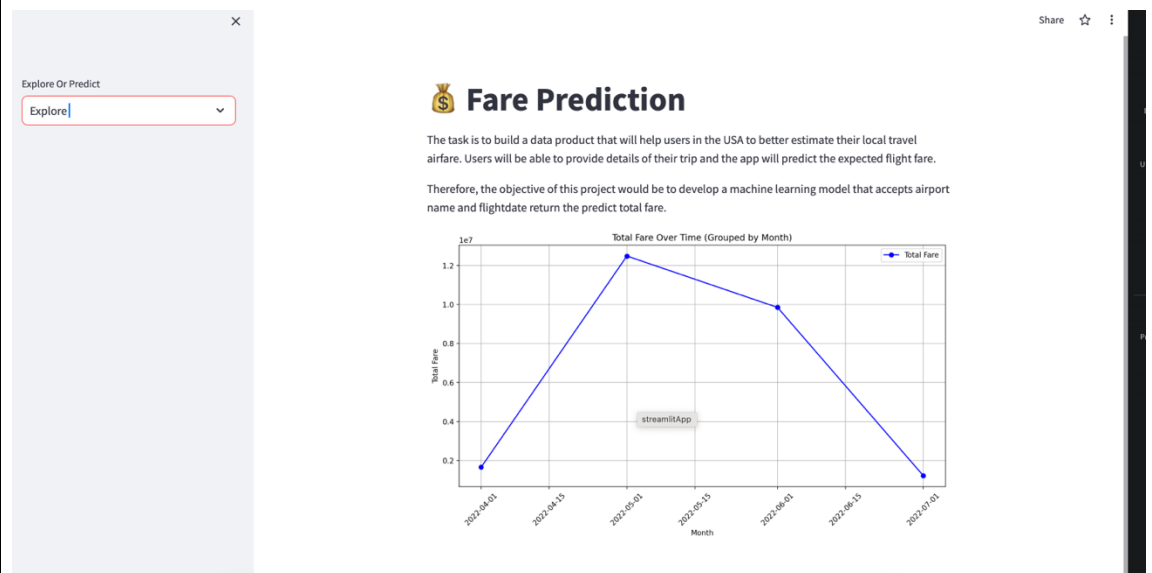 Share
Explore Or Predict
Explore
Fare Prediction
The task is to build a data product that will help users in the USA to better estimate their local travel
airfare. Users will be able to provide details of their trip and the app will predict the expected flight fare.
Therefore, the objective of this project would be to develop a machine learning model that accepts airport
name and flightdate return the predict total fare.
Total Fare Over Time (Grouped by Month)
1e7
Total Fare
1.2
1.0
0.8
0.6
0.4
0.2
Total Fare
streamlitApp
2022-04-01
2022-04-15
2022-05-01
2022-05-15
2022-06-01
2022-06-15
2022-07-01
Month